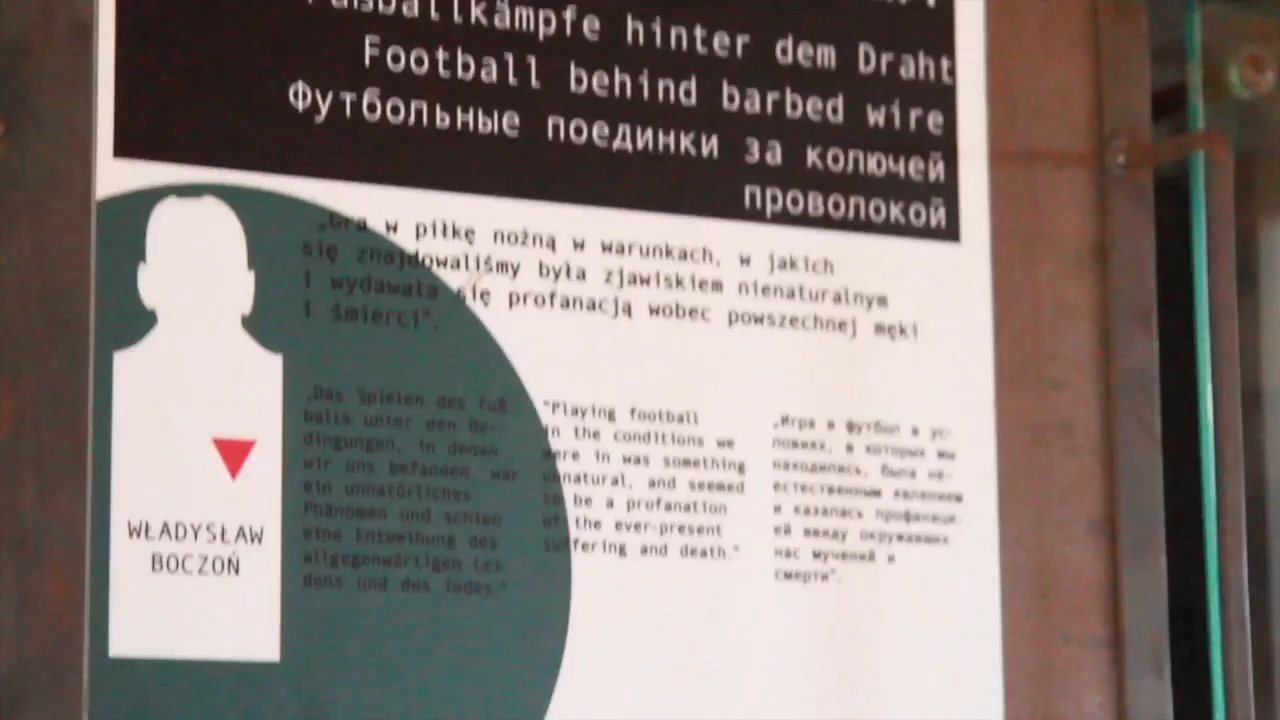 Fußballkämpfe hinter dem Draht
Football behind barbed wire
Футбольные поединки за колючей
проволокой
„Gra w piłkę nożną w warunkach, w jakich
się znajdowaliśmy była zjawiskiem nienaturalnym
i wydawała się profanacją wobec powszechnej męki
i śmierci".
„Das Spielen des Fuß-
balls unter den Be-
dingungen, in denen
wir uns befanden, war
ein unnatürliches
Phänomen und schien
eine Entweihung des
allgegenwärtigen Lei-
dens und des Todes."
"Playing football
in the conditions we
were in was something
unnatural, and seemed
to be a profanation
of the ever-present
suffering and death."
„Игра в футбол в ус-
ловиях, в которых мы
находились, была не-
естественным явлением
и казалась профанаци-
ей ввиду окружавших
нас мучений и
смерти".
WŁADYSŁAW
BOCZOŃ